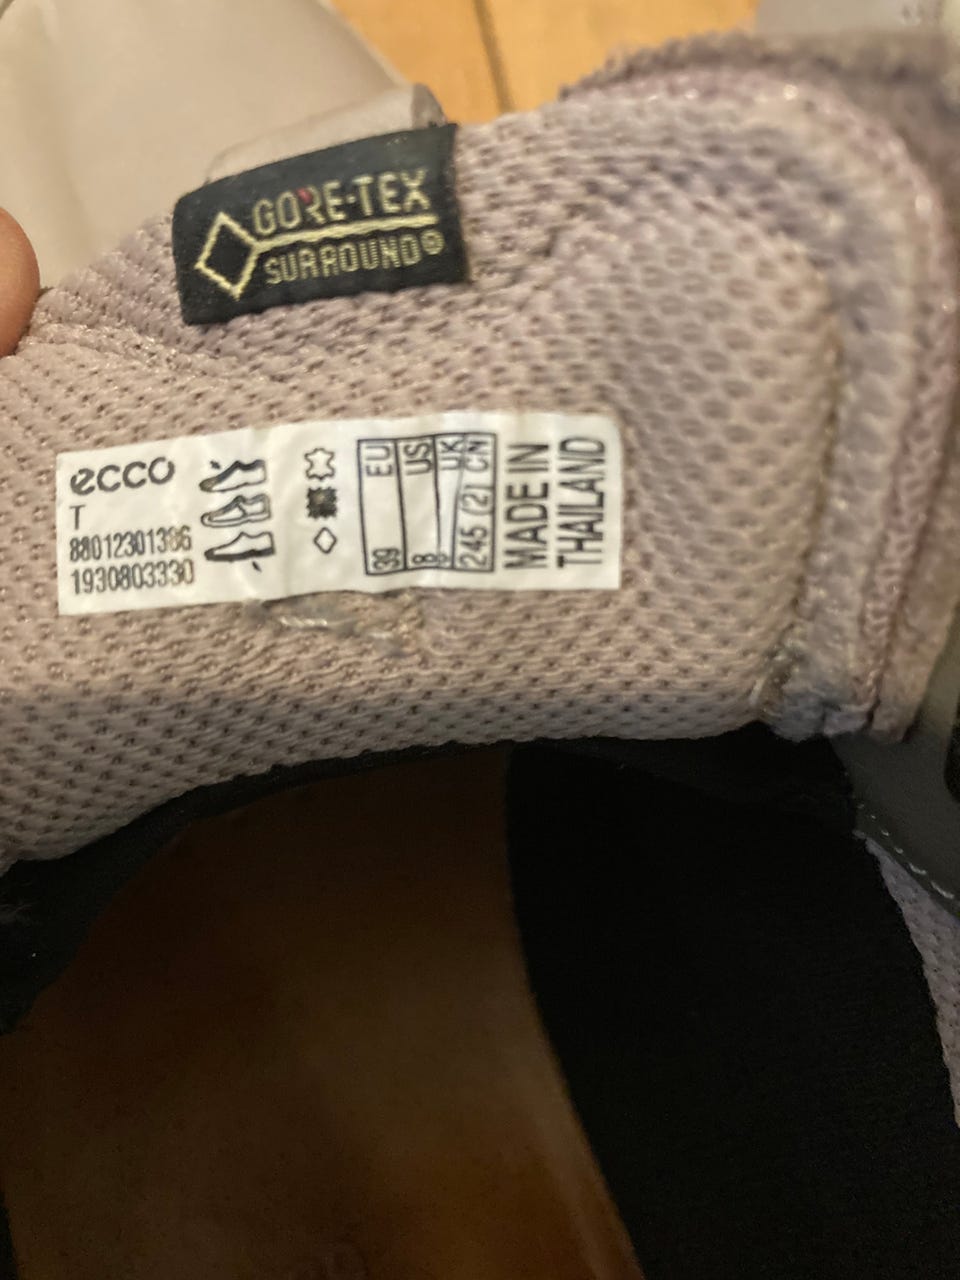 GORE-TEX
SURROUND®
ecco
T
88012301386
1930803330
39 EU
8 US
UK
245 (2) CN
MADE IN
THAILAND